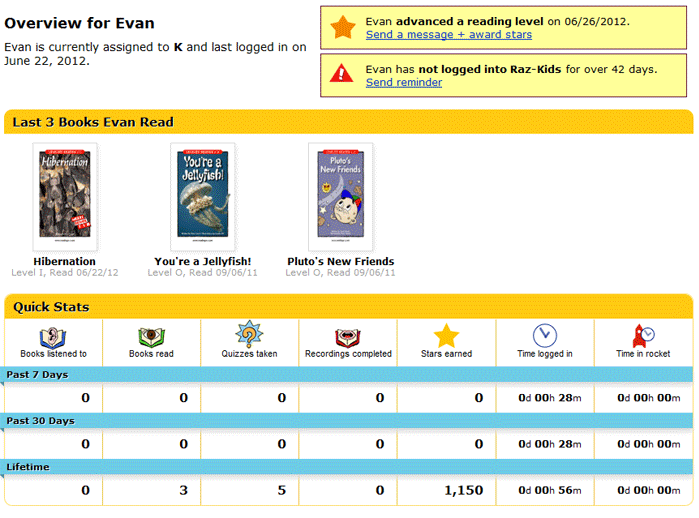 Overview for Evan
Evan is currently assigned to K and last logged in on
June 22, 2012.
Evan advanced a reading level on 06/26/2012.
Send a message + award stars
Evan has not logged into Raz-Kids for over 42 days.
Send reminder
Last 3 Books Evan Read
Hibernation
You're a
Jellyfish!
Pluto's
New Friends
Hibernation
Level I, Read 06/22/12
You're a Jellyfish!
Level O, Read 09/06/11
Pluto's New Friends
Level O, Read 09/06/11
Quick Stats
Books listened to Books read Quizzes taken Recordings completed Stars earned Time logged in Time in rocket
Past 7 Days
0 0 0 0 0 0d 00h 28m 0d 00h 00m
Past 30 Days
0 0 0 0 0 0d 00h 28m 0d 00h 00m
Lifetime
0 3 5 0 1,150 0d 00h 56m 0d 00h 00m